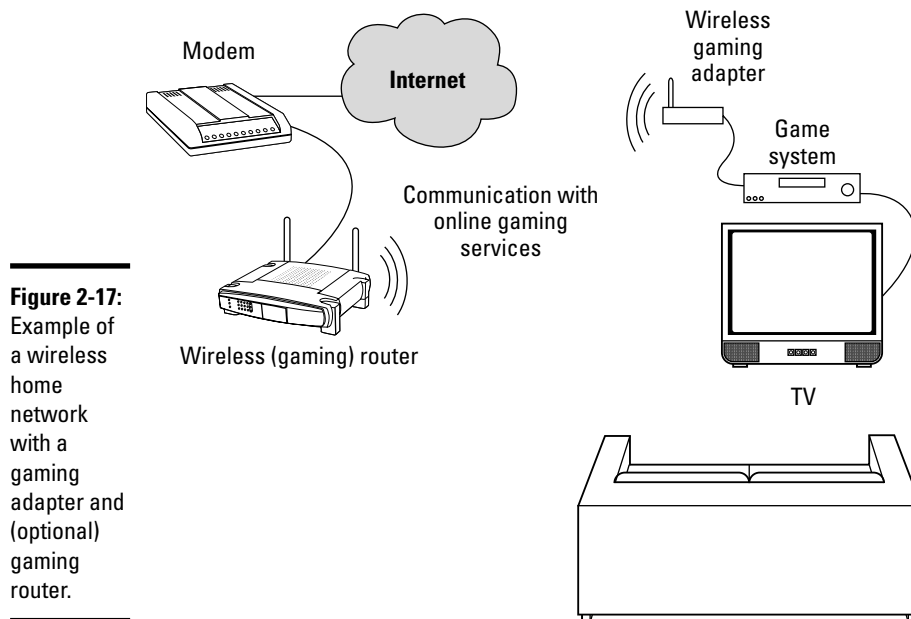 Modem
Internet
Wireless
gaming
adapter
Game
system
Communication with
online gaming
services
Wireless (gaming) router
TV
Figure 2-17:
Example of
a wireless
home
network
with a
gaming
adapter and
(optional)
gaming
router.